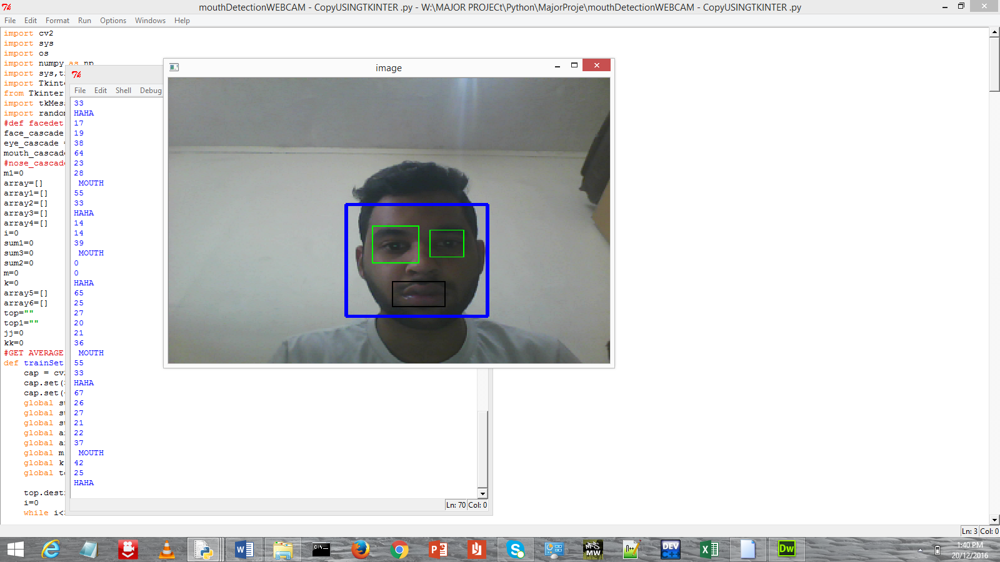 mouthDetectionWEBCAM - CopyUSINGTKINTER .py - W:\MAJOR PROJECt\Python\MajorProje\mouthDetectionWEBCAM - CopyUSINGTKINTER .py
File Edit Format Run Options Windows Help
import cv2
import sys
import os
import numpy as np
import sys,t
import Tkint
from Tkinter
import tkMes
import rando
#def facedet
face_cascade
eye_cascade
mouth_cascad
#nose_cascad
m1=0
array=[]
array1=[]
array2=[]
array3=[]
array4=[]
i=0
sum1=0
sum3=0
sum2=0
m=0
k=0
array5=[]
array6=[]
top=""
top1=""
jj=0
kk=0
#GET AVERAGE
def trainSet
cap = cv
cap.set(
cap.set(
global s
global s
global s
global a
global a
global m
global k
global t
top.dest
i=0
while i<
File Edit Shell Debug
33
HAHA
17
19
38
64
23
28
MOUTH
55
33
HAHA
14
14
39
MOUTH
0
0
HAHA
65
25
27
20
21
36
MOUTH
55
33
HAHA
67
26
27
21
22
37
MOUTH
42
25
HAHA
Ln: 70 Col: 0
image
Ln: 3 Col: 0
C:\_
NFS
MW
DEV
C++
Dw
1:40 PM
20/12/2016